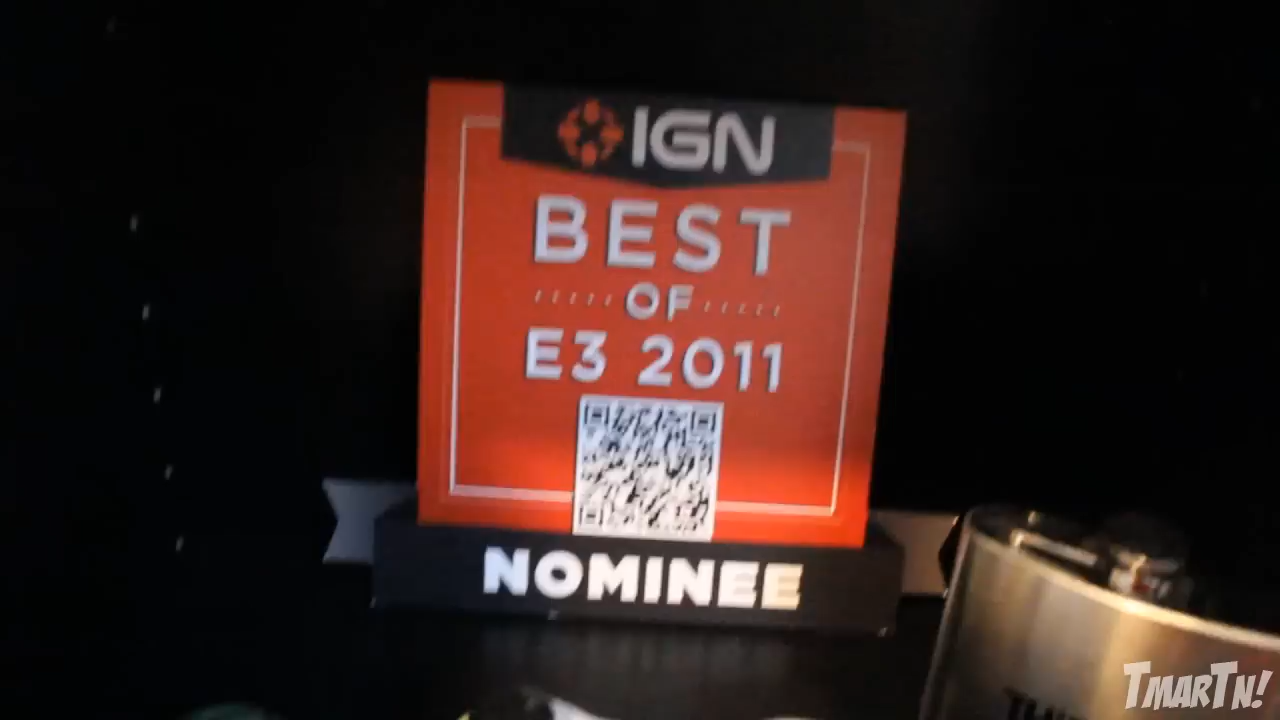 IGN
BEST
OF
E3 2011
NOMINEE
TMARTN!